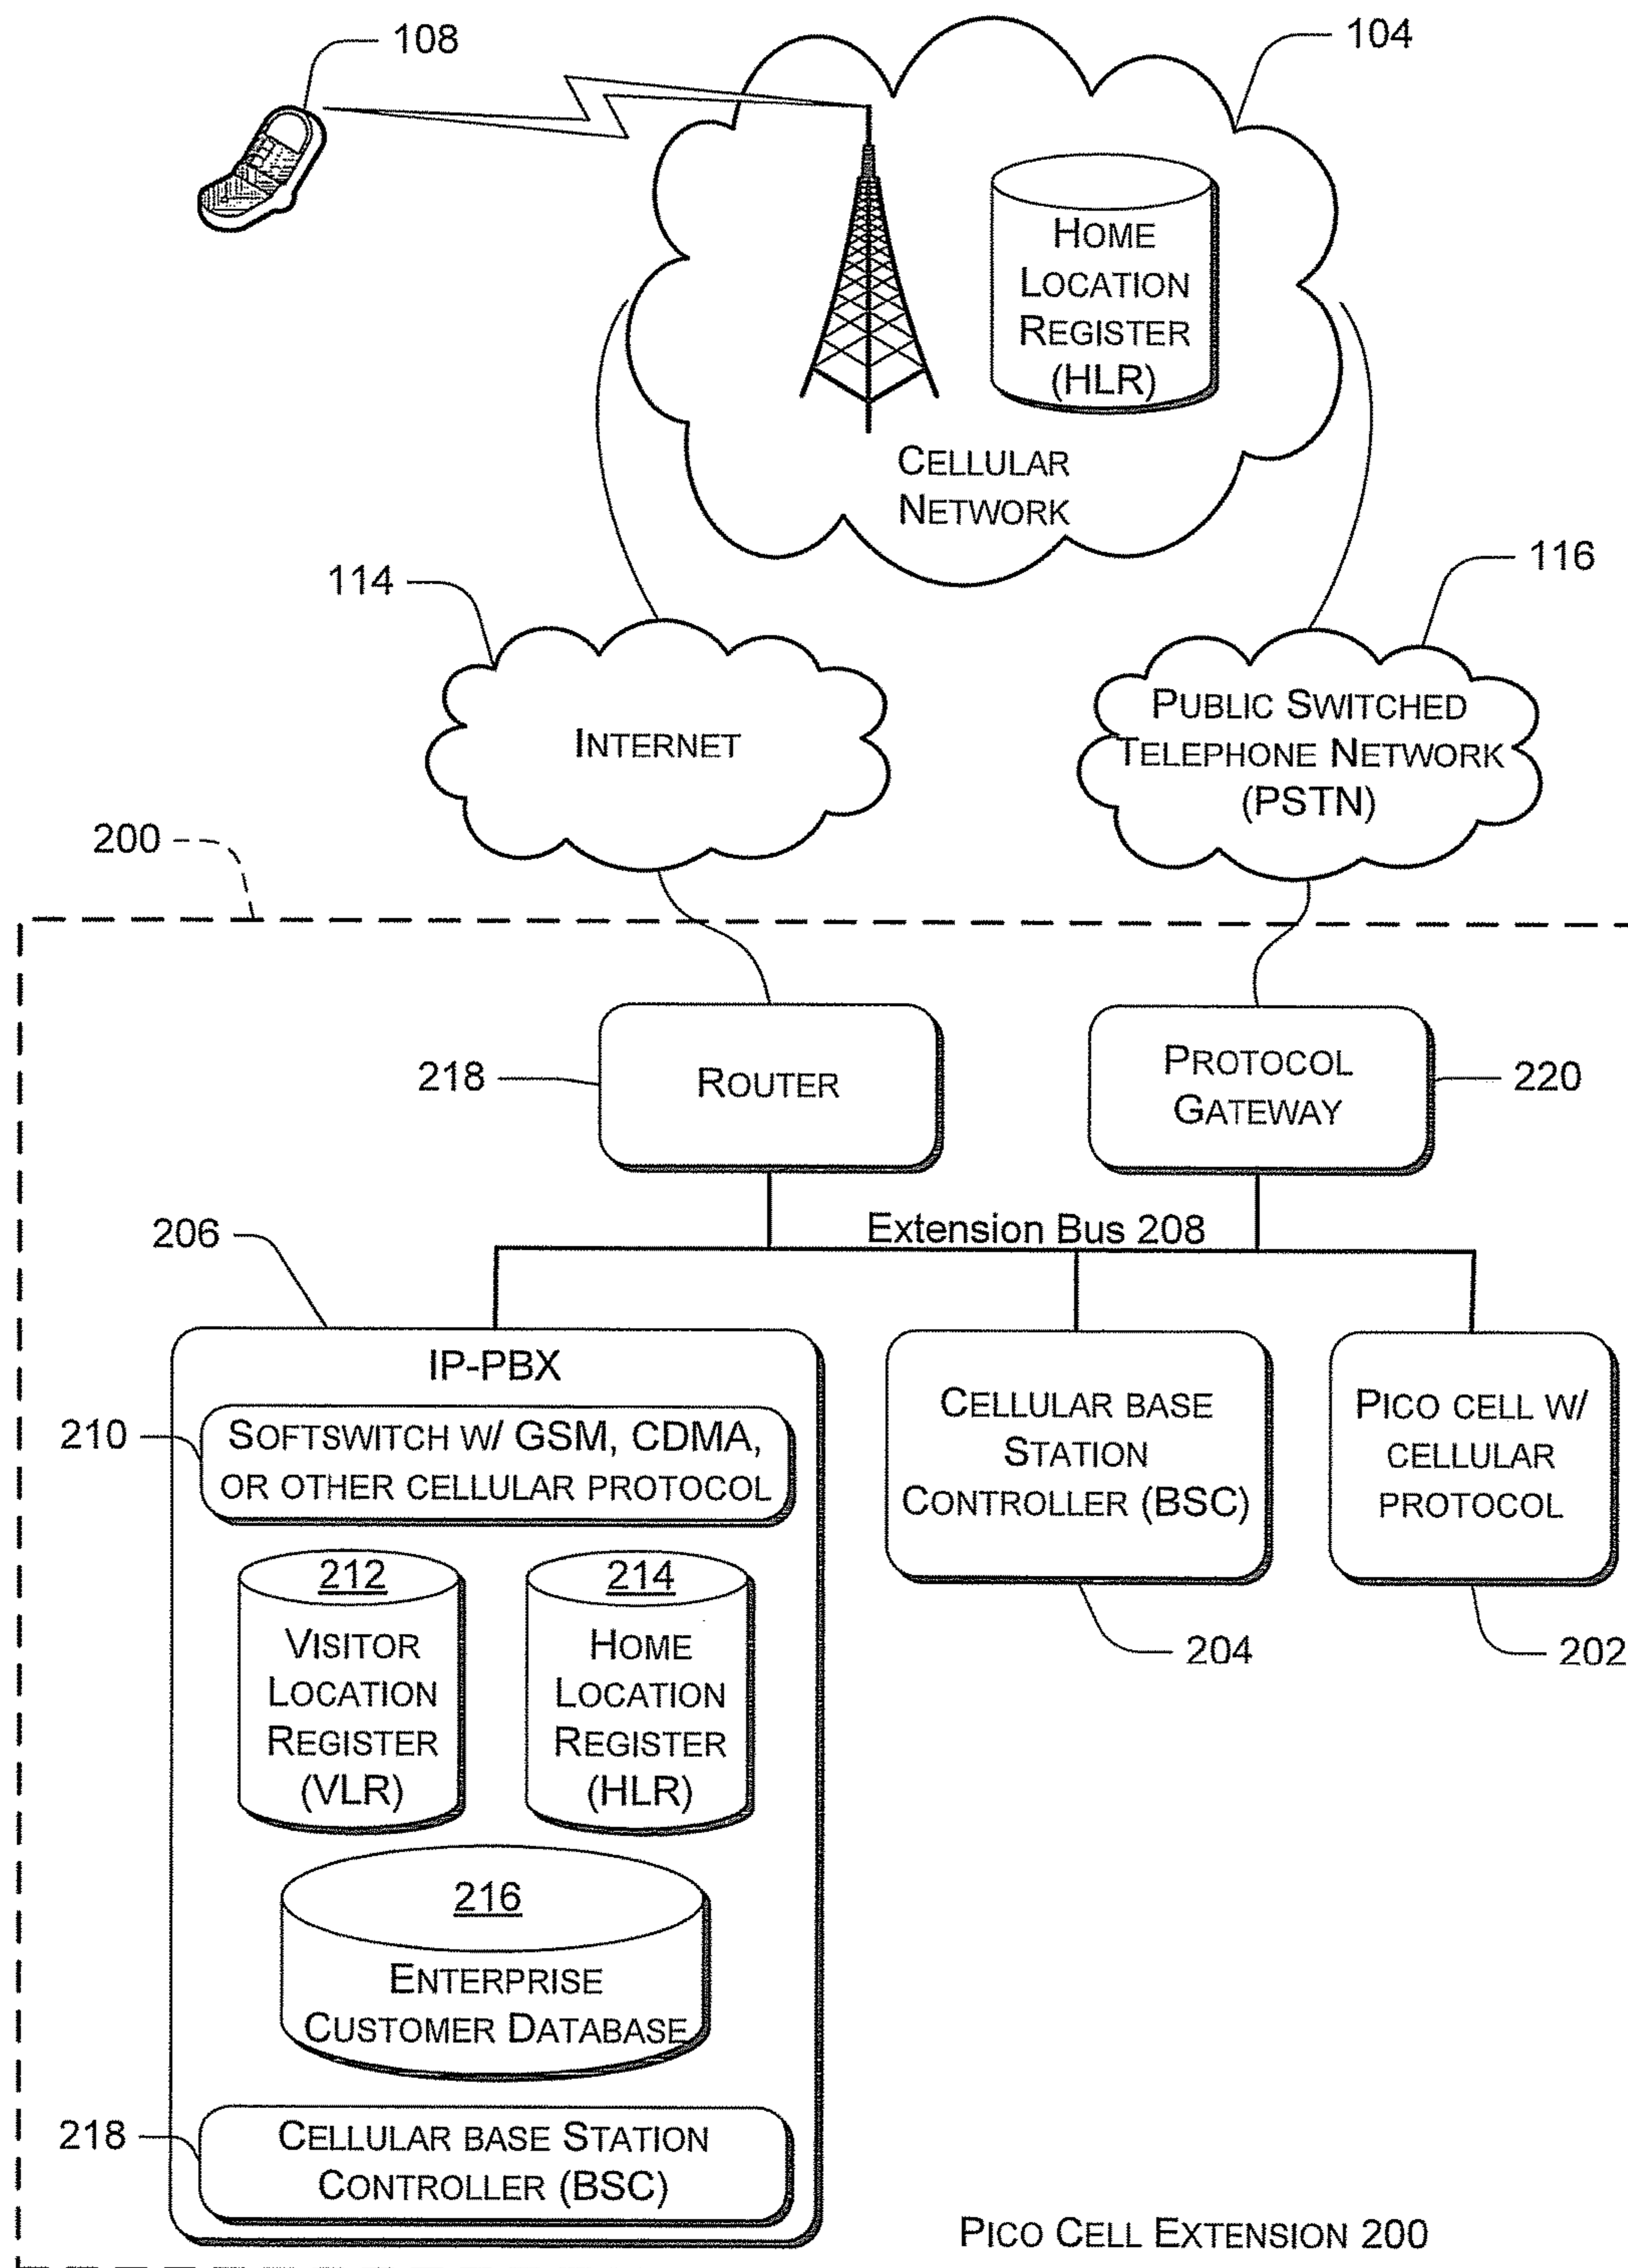 108
104
HOME
LOCATION
REGISTER
(HLR)
CELLULAR
NETWORK
114
116
INTERNET
PUBLIC SWITCHED
TELEPHONE NETWORK
(PSTN)
200
218
ROUTER
PROTOCOL
GATEWAY
220
Extension Bus 208
206
IP-PBX
210
SOFTSWITCH W/ GSM, CDMA,
OR OTHER CELLULAR PROTOCOL
CELLULAR BASE
STATION
CONTROLLER (BSC)
PICO CELL W/
CELLULAR
PROTOCOL
204
202
212
VISITOR
LOCATION
REGISTER
(VLR)
214
HOME
LOCATION
REGISTER
(HLR)
216
ENTERPRISE
CUSTOMER DATABASE
218
CELLULAR BASE STATION
CONTROLLER (BSC)
PICO CELL EXTENSION 200